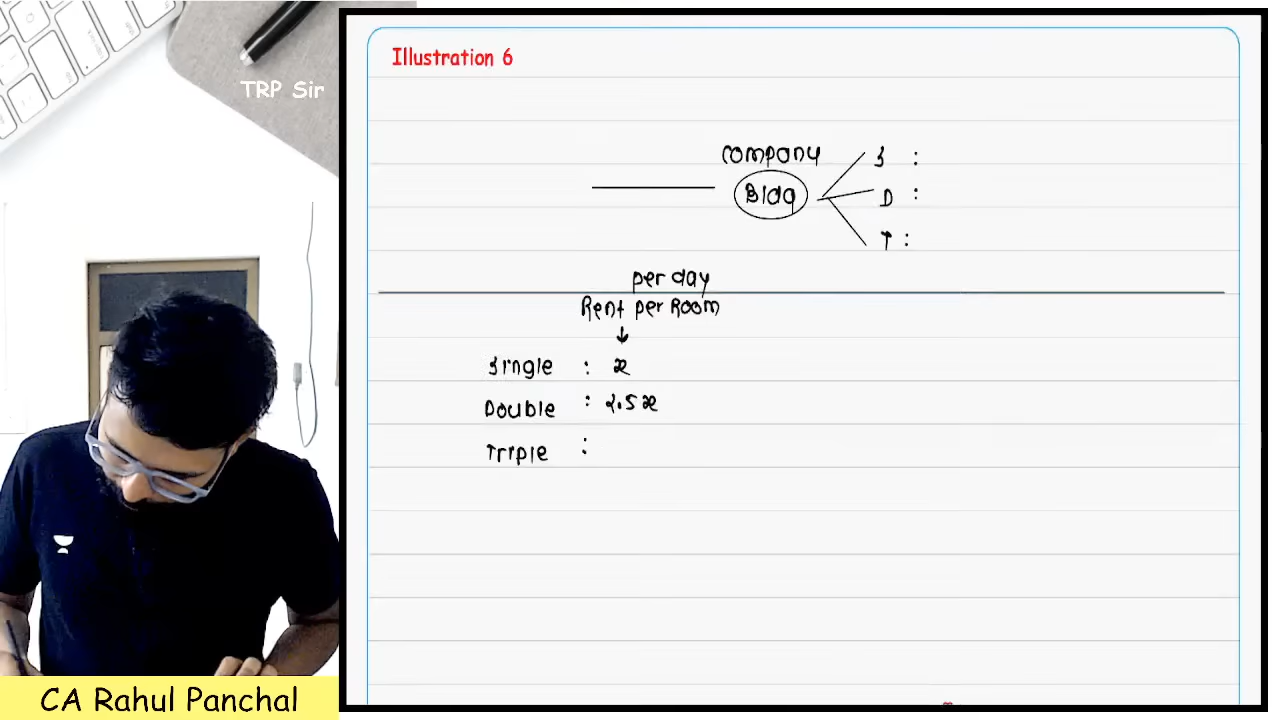 TRP Sir
Illustration 6
Company
Bldg
S :
D :
T :
per day
Rent per Room
Single : x
Double : 2.5x
Triple :
CA Rahul Panchal